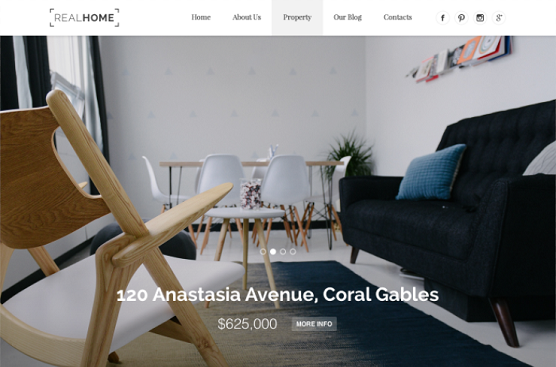 REALHOME
Home About Us Property Our Blog Contacts
120 Anastasia Avenue, Coral Gables
$625,000 MORE INFO